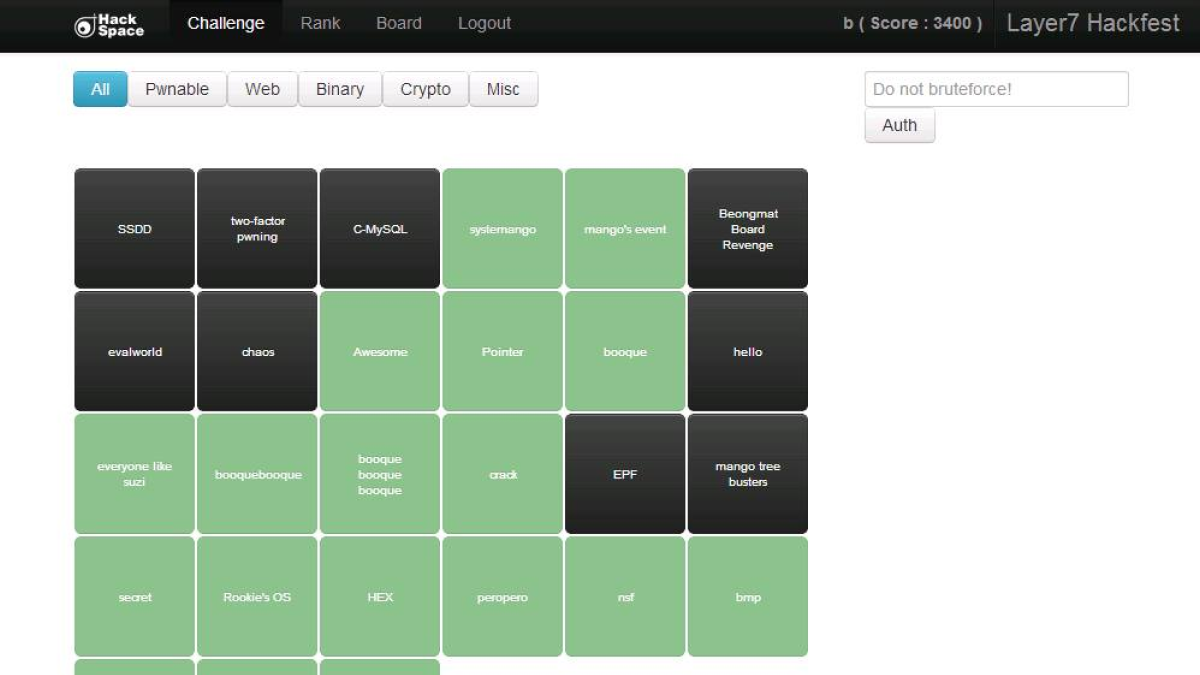 Hack
Space
Challenge
Rank
Board
Logout
b ( Score : 3400 )
Layer7 Hackfest
All
Pwnable
Web
Binary
Crypto
Misc
Do not bruteforce!
Auth
SSDD
two-factor
pwning
C-MySQL
systemango
mango's event
Beongmat
Board
Revenge
evalworld
chaos
Awesome
Pointer
booque
hello
everyone like
suzi
booquebooque
booque
booque
booque
crack
EPF
mango tree
busters
secret
Rookie's OS
HEX
peropero
nsf
bmp